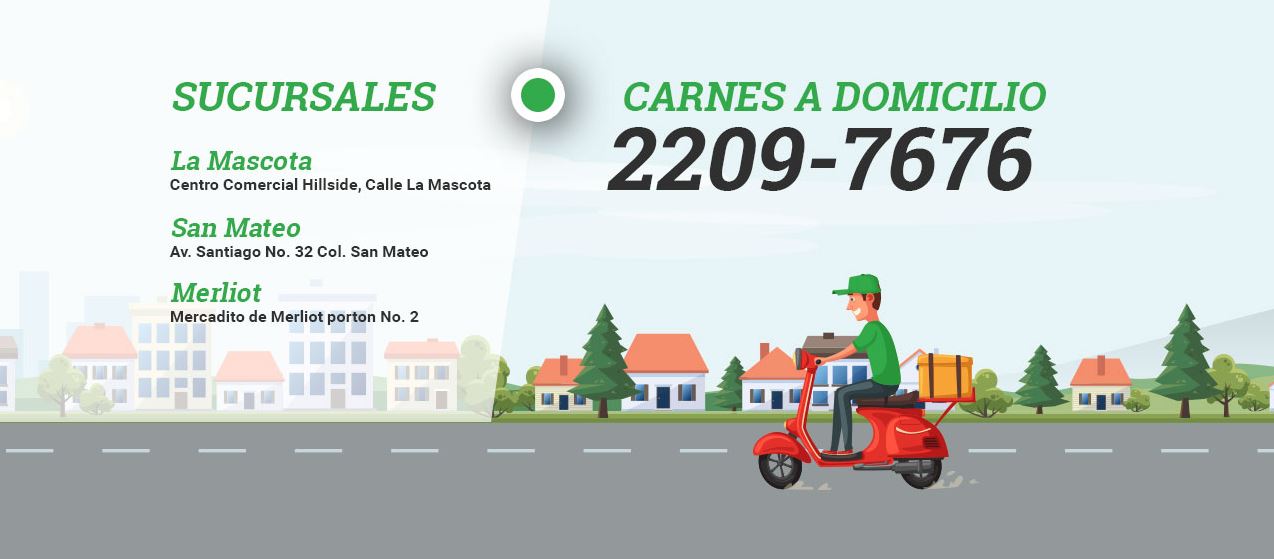 SUCURSALES
La Mascota
Centro Comercial Hillside, Calle La Mascota
San Mateo
Av. Santiago No. 32 Col. San Mateo
Merliot
Mercadito de Merliot porton No. 2
CARNES A DOMICILIO
2209-7676